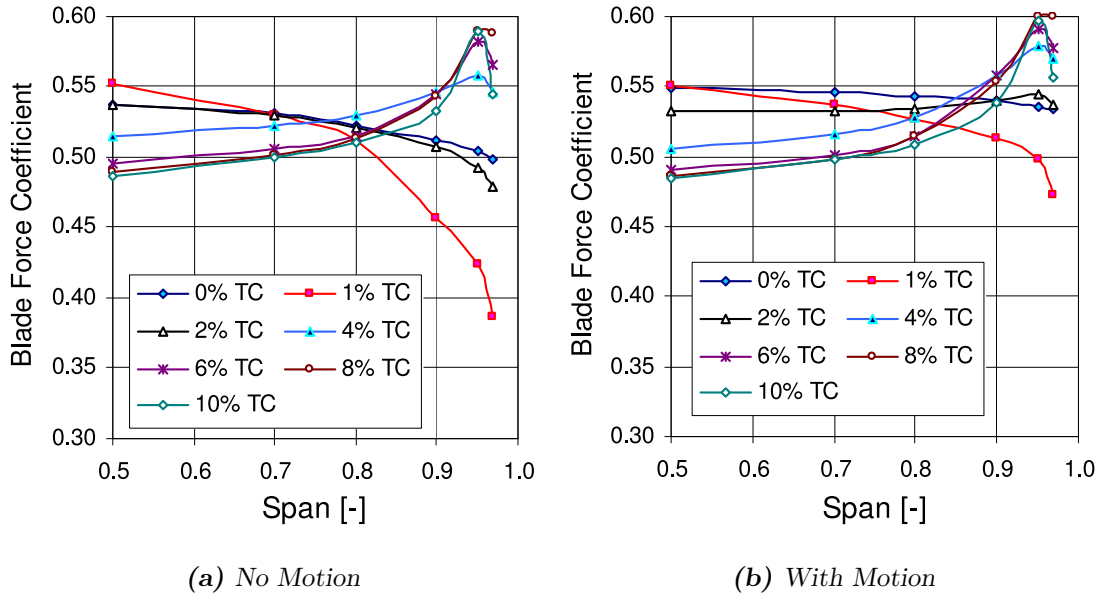 0.60
0.55
0.50
0.45
0.40
0.35
0.30
Blade Force Coefficient
0% TC 1% TC
2% TC 4% TC
6% TC 8% TC
10% TC
0.5 0.6 0.7 0.8 0.9 1.0
Span [-]
(a) No Motion
0.60
0.55
0.50
0.45
0.40
0.35
0.30
Blade Force Coefficient
0% TC 1% TC
2% TC 4% TC
6% TC 8% TC
10% TC
0.5 0.6 0.7 0.8 0.9 1.0
Span [-]
(b) With Motion